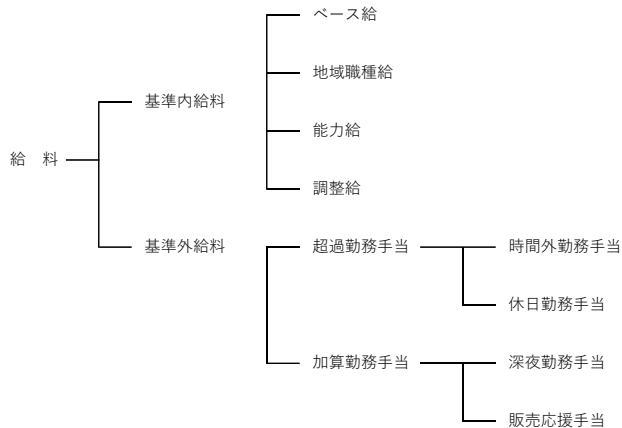 ベース給
地域職種給
基準内給料
能力給
給　料
調整給
基準外給料
超過勤務手当
時間外勤務手当
休日勤務手当
加算勤務手当
深夜勤務手当
販売応援手当